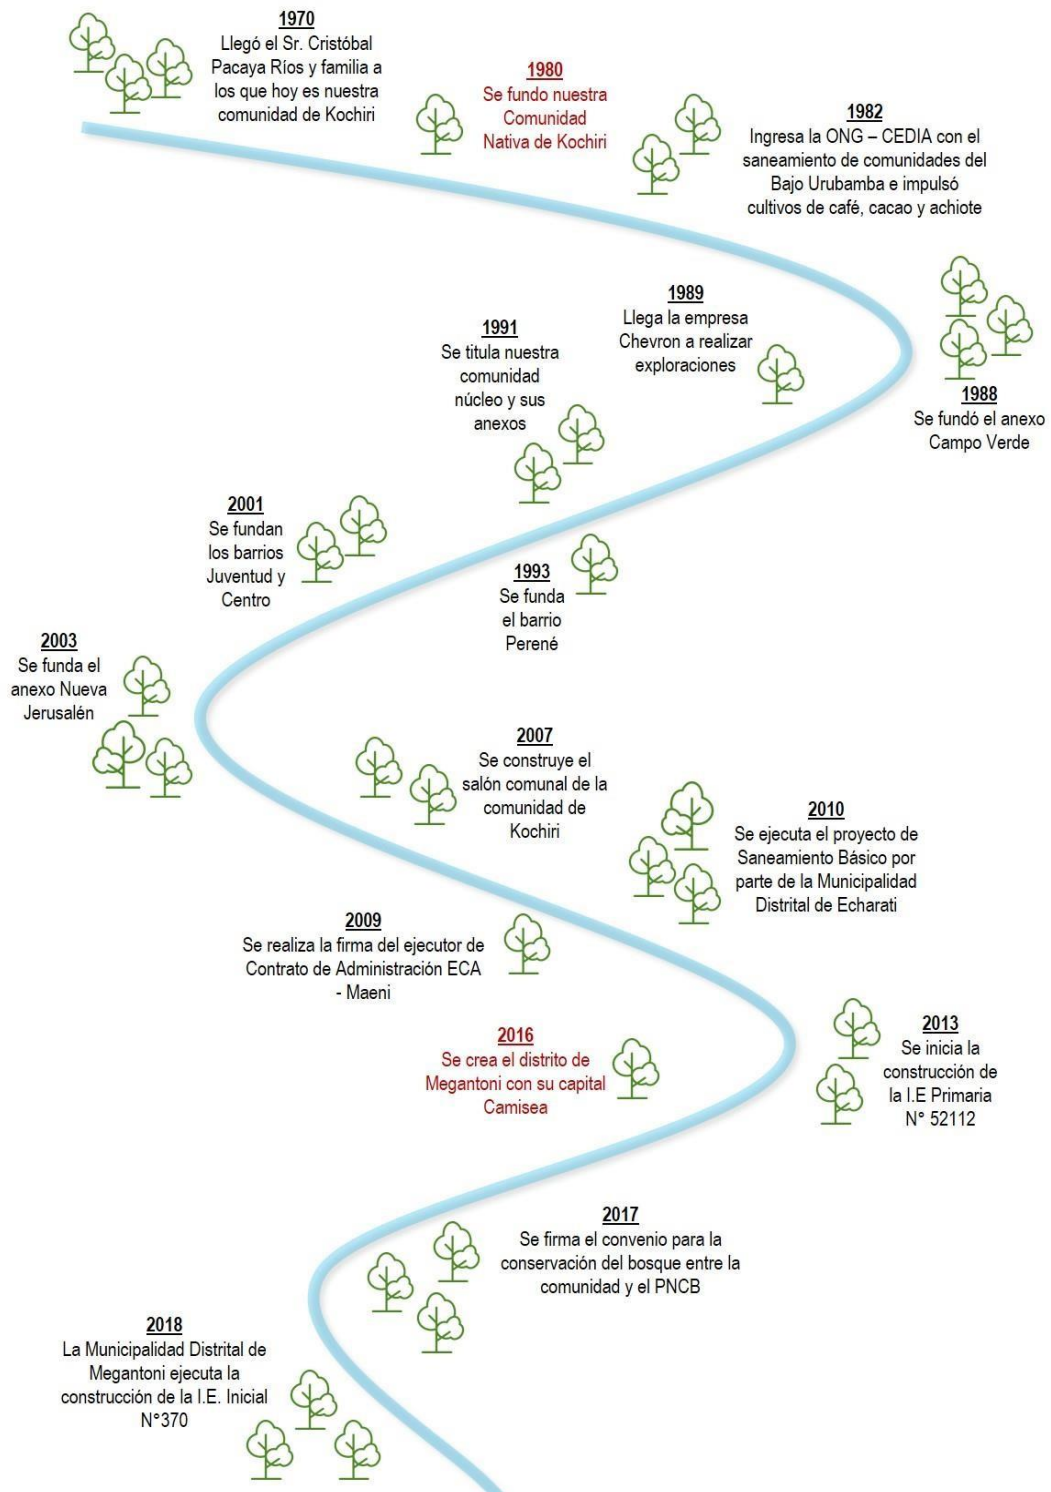 1970
Llegó el Sr. Cristóbal
Pacaya Ríos y familia a
los que hoy es nuestra
comunidad de Kochiri
1980
Se fundo nuestra
Comunidad
Nativa de Kochiri
1982
Ingresa la ONG – CEDIA con el
saneamiento de comunidades del
Bajo Urubamba e impulsó
cultivos de café, cacao y achiote
1988
Se fundó el anexo
Campo Verde
1989
Llega la empresa
Chevron a realizar
exploraciones
1991
Se titula nuestra
comunidad
núcleo y sus
anexos
1993
Se funda
el barrio
Perené
2001
Se fundan
los barrios
Juventud y
Centro
2003
Se funda el
anexo Nueva
Jerusalén
2007
Se construye el
salón comunal de la
comunidad de
Kochiri
2009
Se realiza la firma del ejecutor de
Contrato de Administración ECA
- Maeni
2010
Se ejecuta el proyecto de
Saneamiento Básico por
parte de la Municipalidad
Distrital de Echarati
2013
Se inicia la
construcción de
la I.E Primaria
N° 52112
2016
Se crea el distrito de
Megantoni con su capital
Camisea
2017
Se firma el convenio para la
conservación del bosque entre la
comunidad y el PNCB
2018
La Municipalidad Distrital de
Megantoni ejecuta la
construcción de la I.E. Inicial
N°370